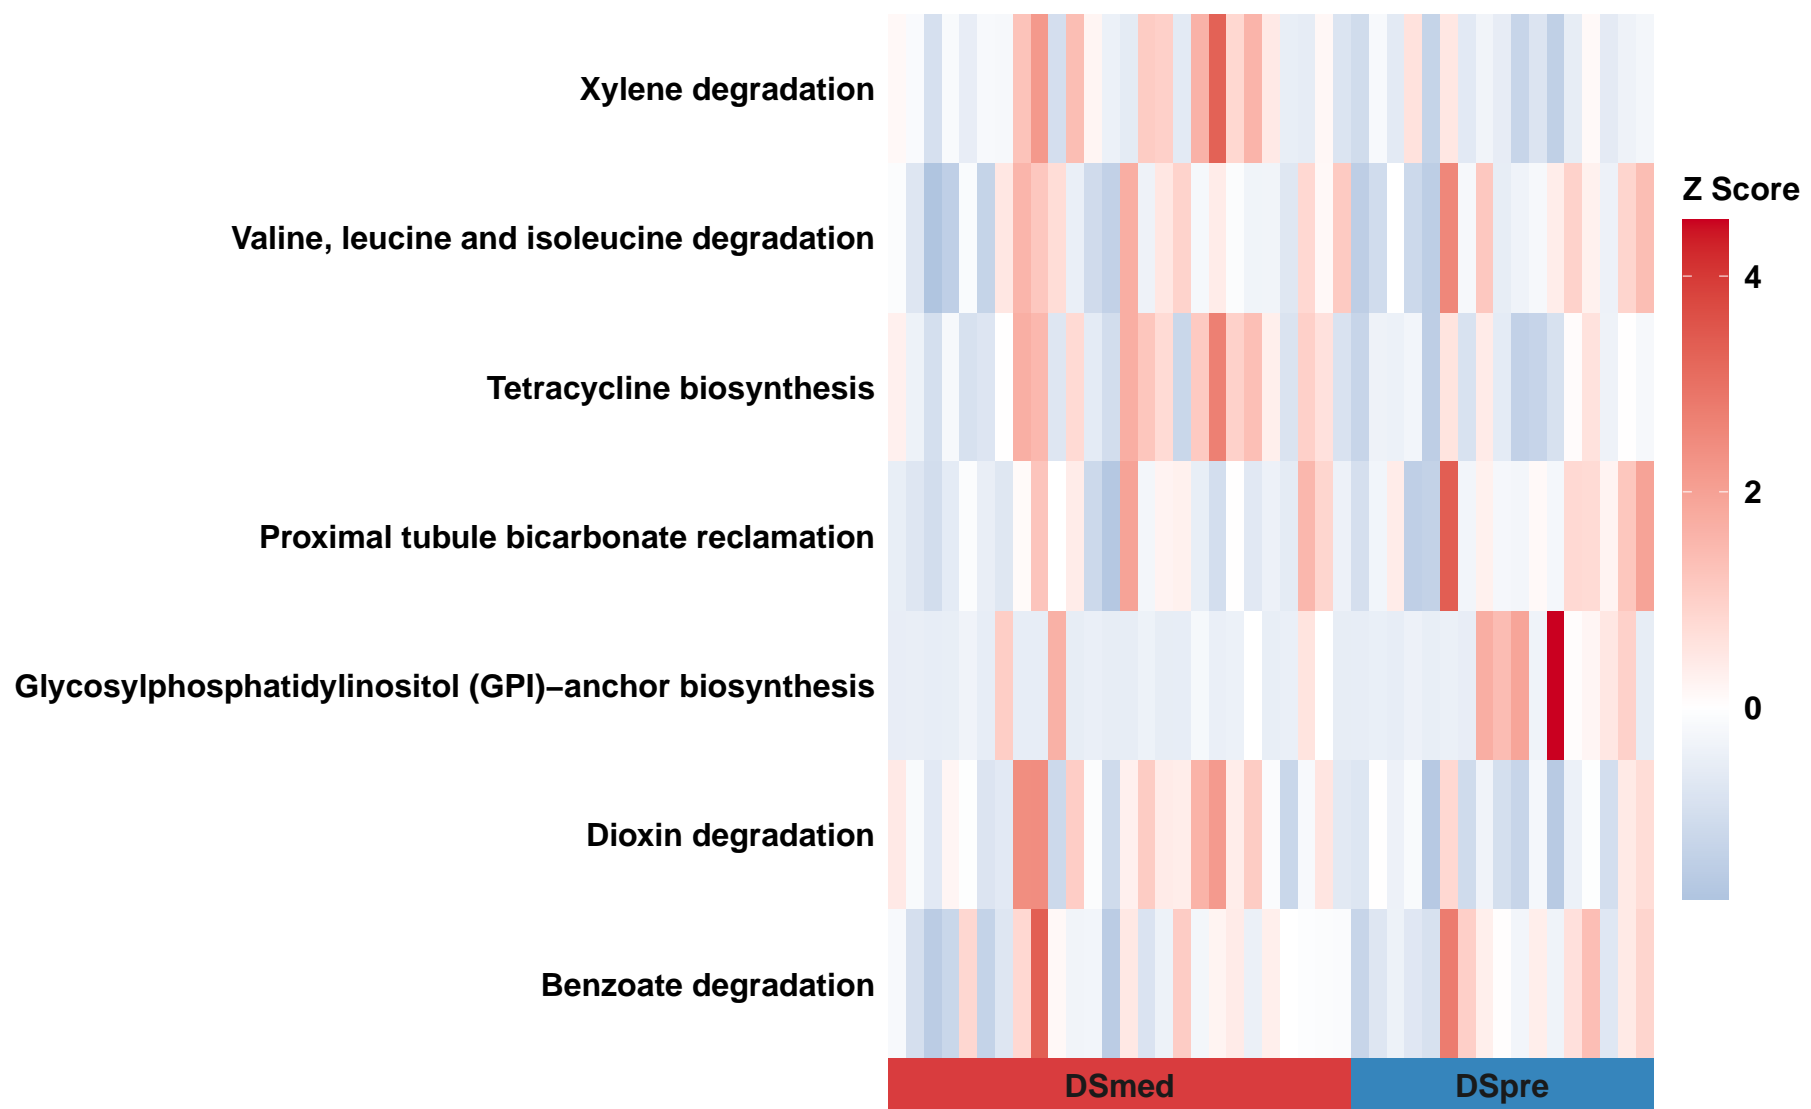 Xylene degradation
Valine, leucine and isoleucine degradation
Tetracycline biosynthesis
Proximal tubule bicarbonate reclamation
Glycosylphosphatidylinositol (GPI)−anchor biosynthesis
Dioxin degradation
Benzoate degradation
DSmed
DSpre
Z Score
4
2
0